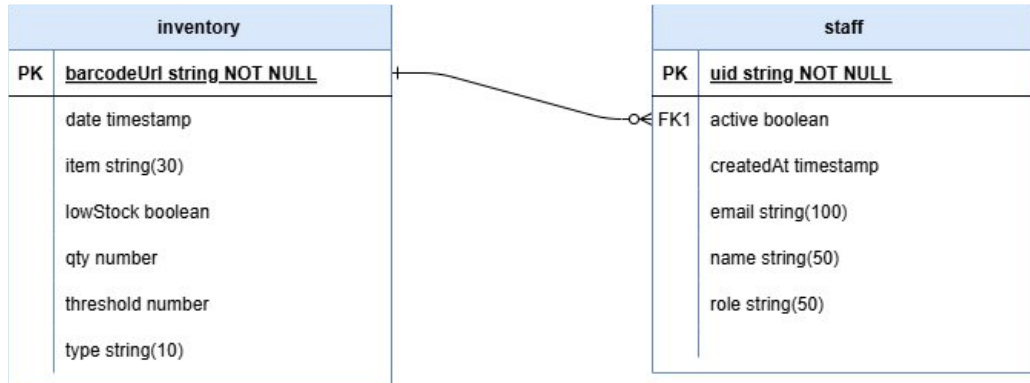 inventory
PK barcodeUrl string NOT NULL
date timestamp
item string(30)
lowStock boolean
qty number
threshold number
type string(10)
staff
PK uid string NOT NULL
FK1 active boolean
createdAt timestamp
email string(100)
name string(50)
role string(50)